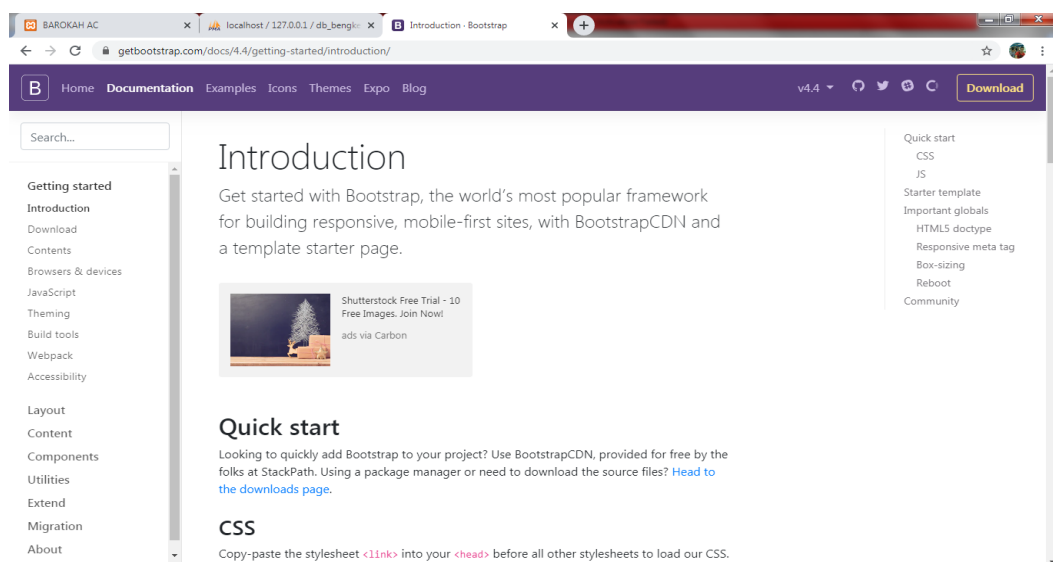 BAROKAH AC
localhost / 127.0.0.1 / db_bengke
Introduction · Bootstrap
getbootstrap.com/docs/4.4/getting-started/introduction/
B Home Documentation Examples Icons Themes Expo Blog v4.4 Download
Search...
Getting started
Introduction
Download
Contents
Browsers & devices
JavaScript
Theming
Build tools
Webpack
Accessibility
Layout
Content
Components
Utilities
Extend
Migration
About
Introduction
Get started with Bootstrap, the world's most popular framework
for building responsive, mobile-first sites, with BootstrapCDN and
a template starter page.
Shutterstock Free Trial - 10
Free Images. Join Now!
ads via Carbon
Quick start
Looking to quickly add Bootstrap to your project? Use BootstrapCDN, provided for free by the
folks at StackPath. Using a package manager or need to download the source files? Head to
the downloads page.
CSS
Copy-paste the stylesheet <link> into your <head> before all other stylesheets to load our CSS.
Quick start
CSS
JS
Starter template
Important globals
HTML5 doctype
Responsive meta tag
Box-sizing
Reboot
Community